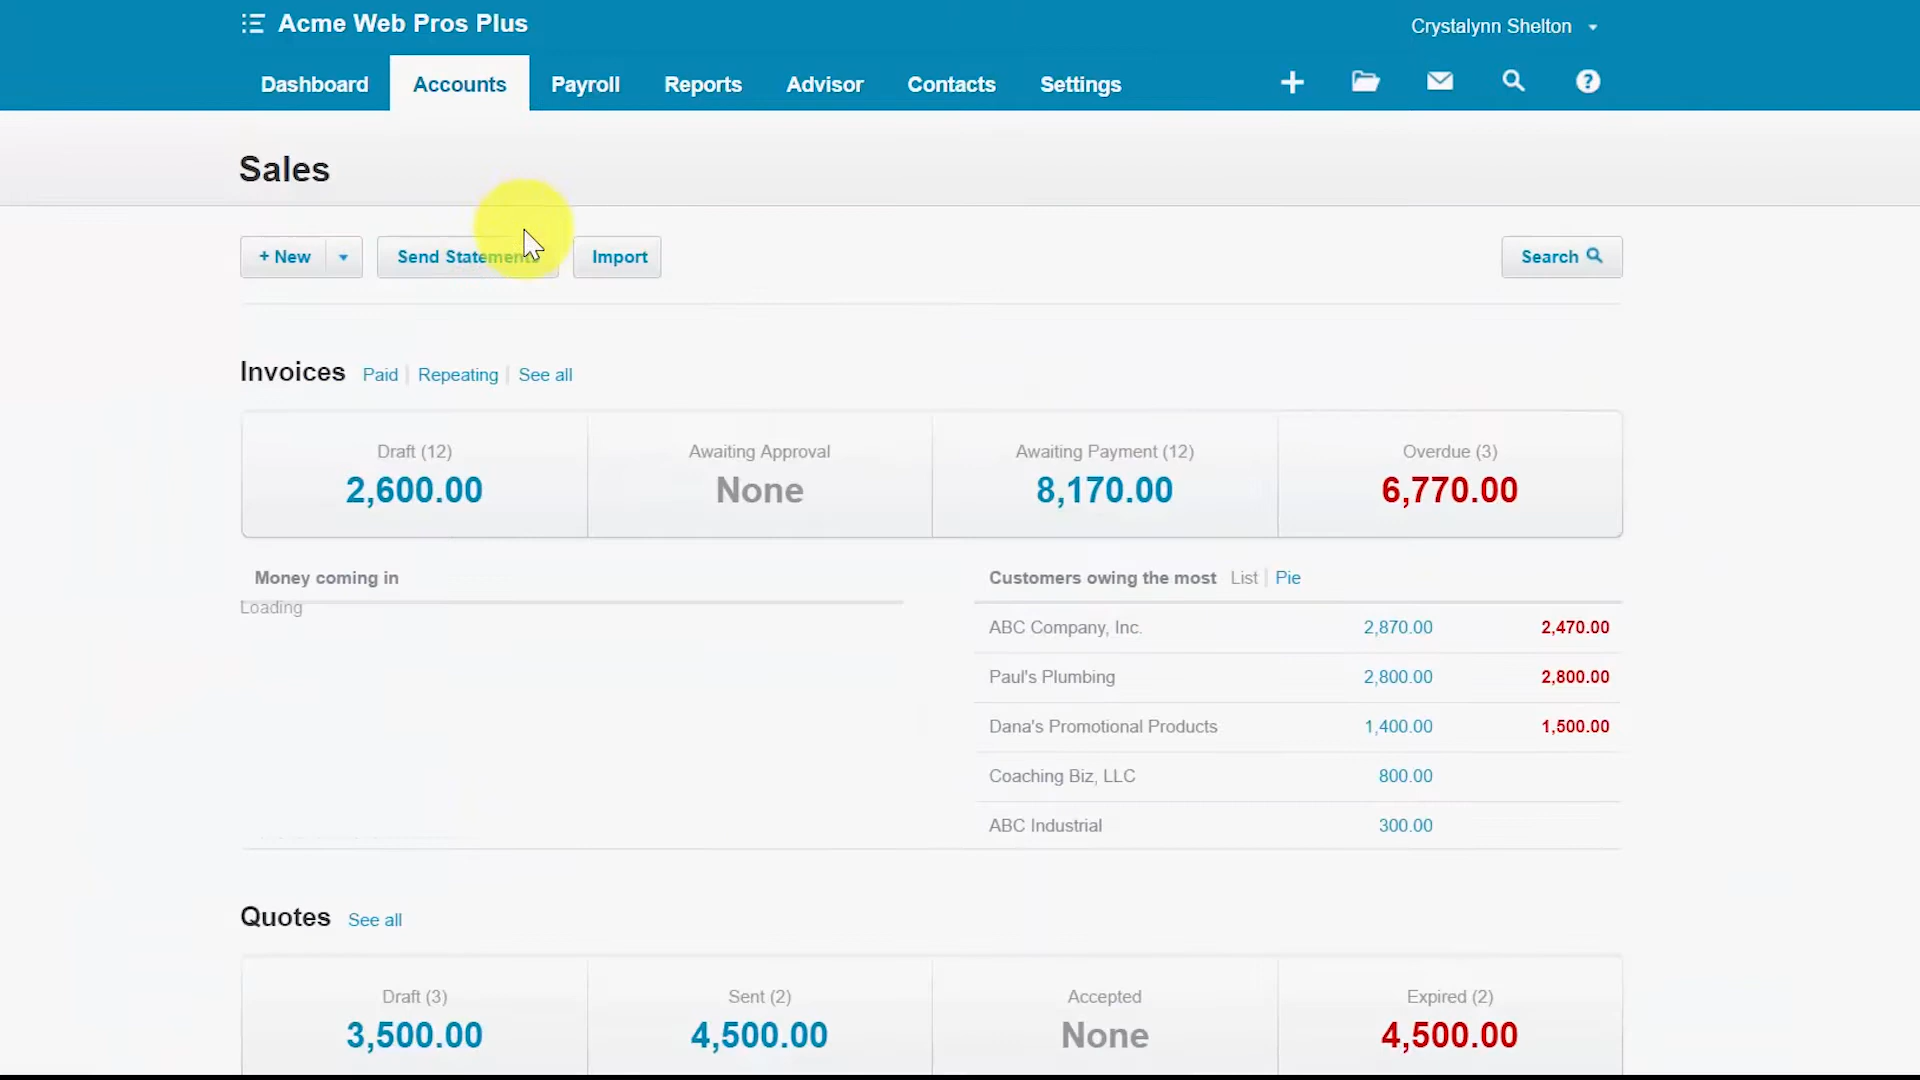 Acme Web Pros Plus
Crystalynn Shelton
Dashboard Accounts Payroll Reports Advisor Contacts Settings
Sales
+ New Send Statements Import Search
Invoices Paid Repeating See all
Draft (12) Awaiting Approval Awaiting Payment (12) Overdue (3)
2,600.00 None 8,170.00 6,770.00
Money coming in
Loading
Customers owing the most List Pie
ABC Company, Inc. 2,870.00 2,470.00
Paul's Plumbing 2,800.00 2,800.00
Dana's Promotional Products 1,400.00 1,500.00
Coaching Biz, LLC 800.00
ABC Industrial 300.00
Quotes See all
Draft (3) Sent (2) Accepted Expired (2)
3,500.00 4,500.00 None 4,500.00